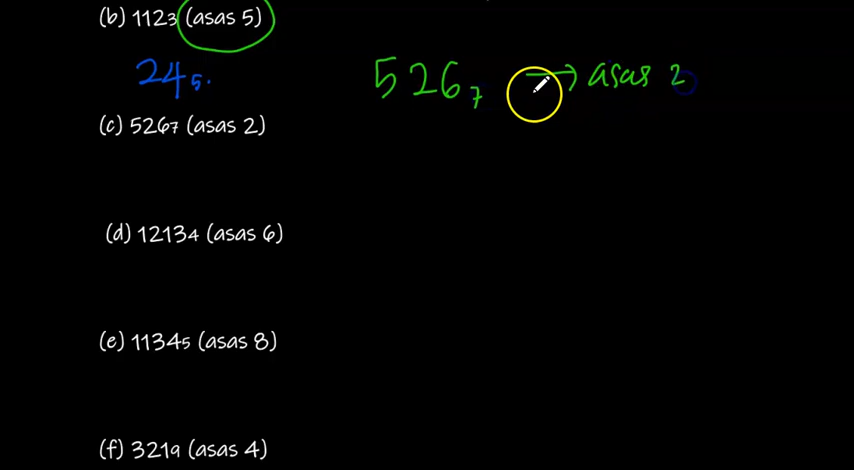 (b) 112₃ (asas 5)
24₅.
526₇ → asas 2
(c) 526₇ (asas 2)
(d) 1213₄ (asas 6)
(e) 1134₅ (asas 8)
(f) 321₉ (asas 4)